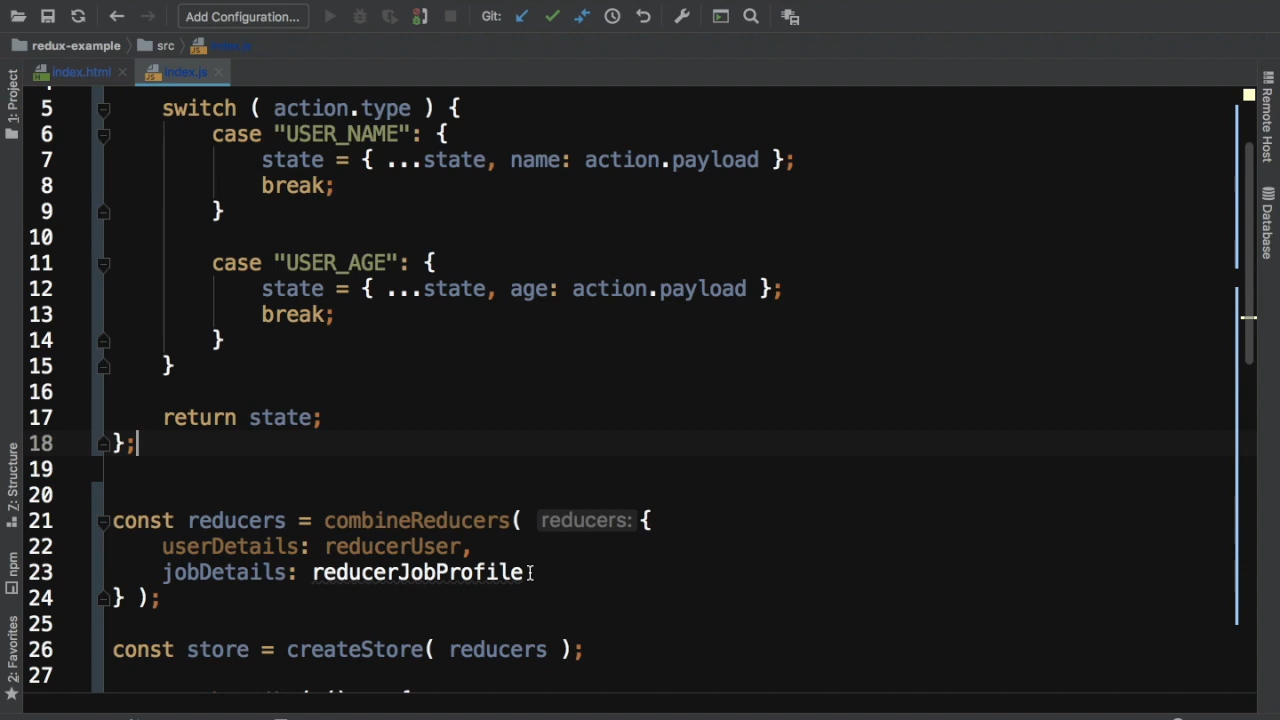 Add Configuration...
Git:
redux-example
src
index.js
index.html
index.js
1: Project
Z: Structure
npm
2: Favorites
Remote Host
Database
5 switch ( action.type ) {
6 case "USER_NAME": {
7 state = { ...state, name: action.payload };
8 break;
9 }
10
11 case "USER_AGE": {
12 state = { ...state, age: action.payload };
13 break;
14 }
15 }
16
17 return state;
18 };
19
20
21 const reducers = combineReducers( reducers: {
22 userDetails: reducerUser,
23 jobDetails: reducerJobProfile
24 } );
25
26 const store = createStore( reducers );
27